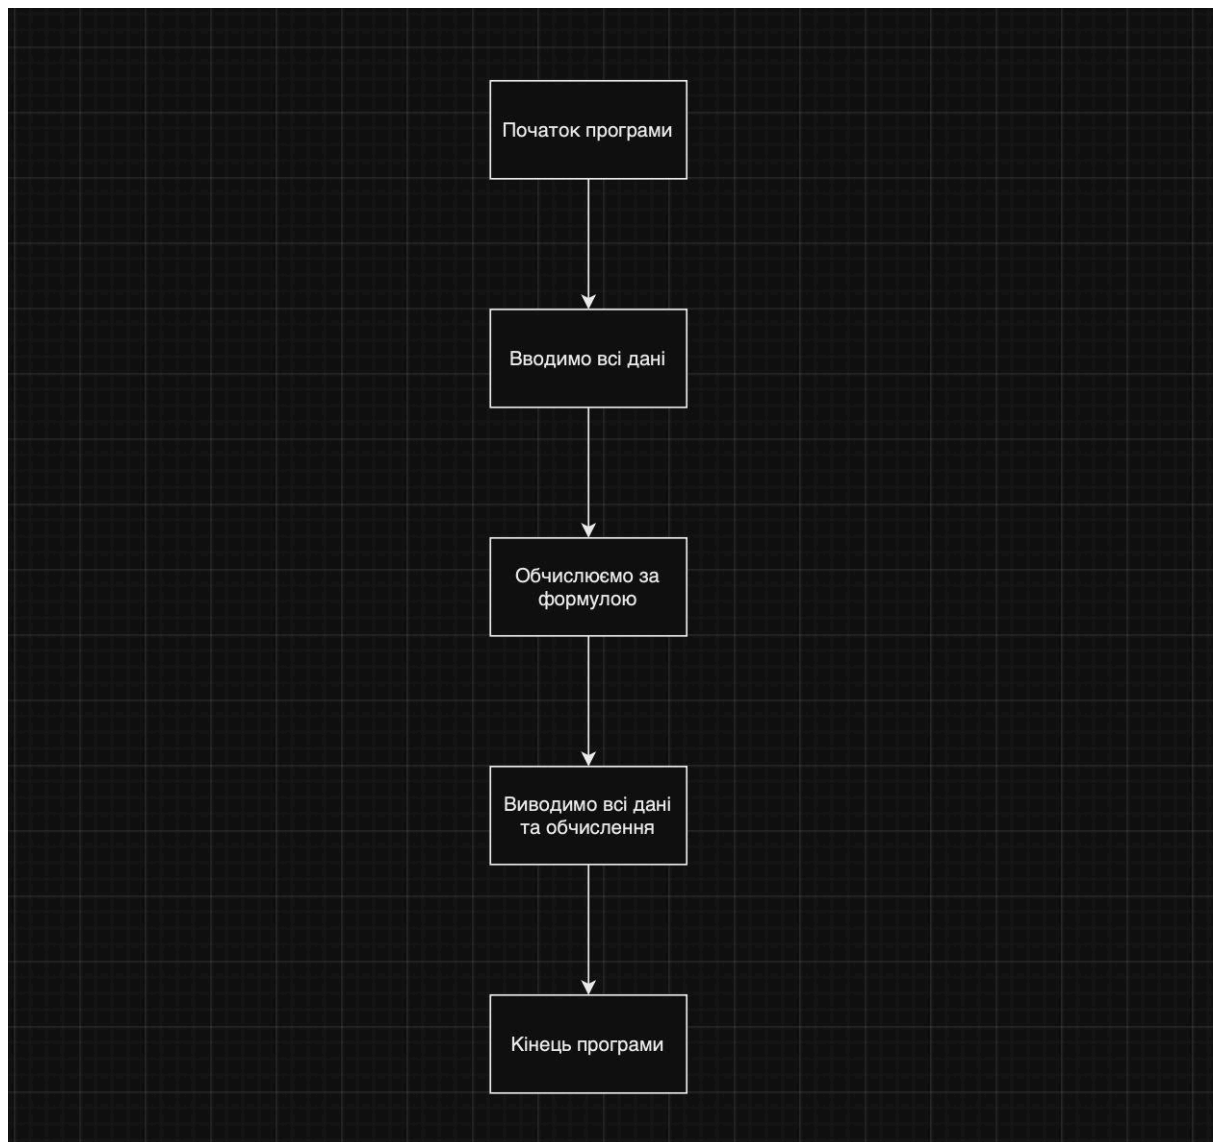 Початок програми
Вводимо всі дані
Обчислюємо за
формулою
Виводимо всі дані
та обчислення
Кінець програми